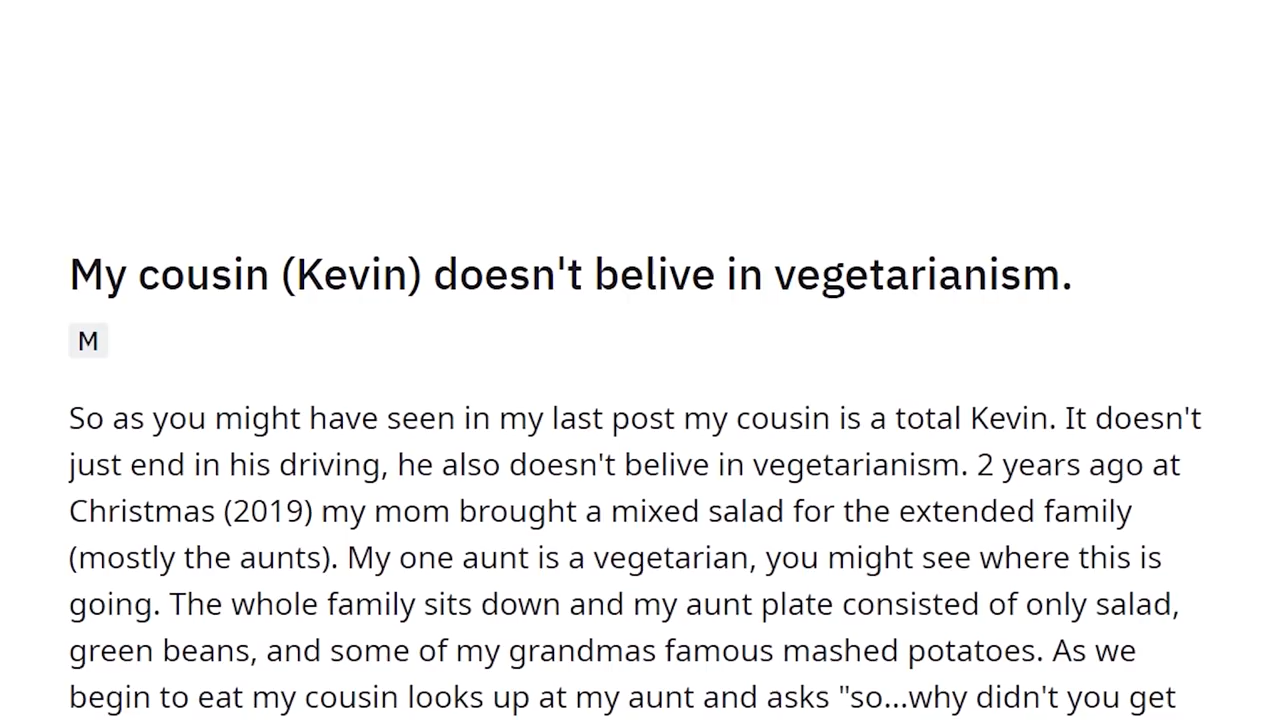 My cousin (Kevin) doesn't belive in vegetarianism.
M
So as you might have seen in my last post my cousin is a total Kevin. It doesn't
just end in his driving, he also doesn't belive in vegetarianism. 2 years ago at
Christmas (2019) my mom brought a mixed salad for the extended family
(mostly the aunts). My one aunt is a vegetarian, you might see where this is
going. The whole family sits down and my aunt plate consisted of only salad,
green beans, and some of my grandmas famous mashed potatoes. As we
begin to eat my cousin looks up at my aunt and asks "so...why didn't you get